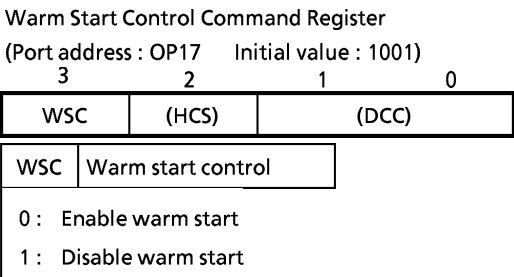 Warm Start Control Command Register
(Port address : OP17 Initial value : 1001)
3 2 1 0
WSC (HCS) (DCC)
WSC Warm start control
0 : Enable warm start
1 : Disable warm start